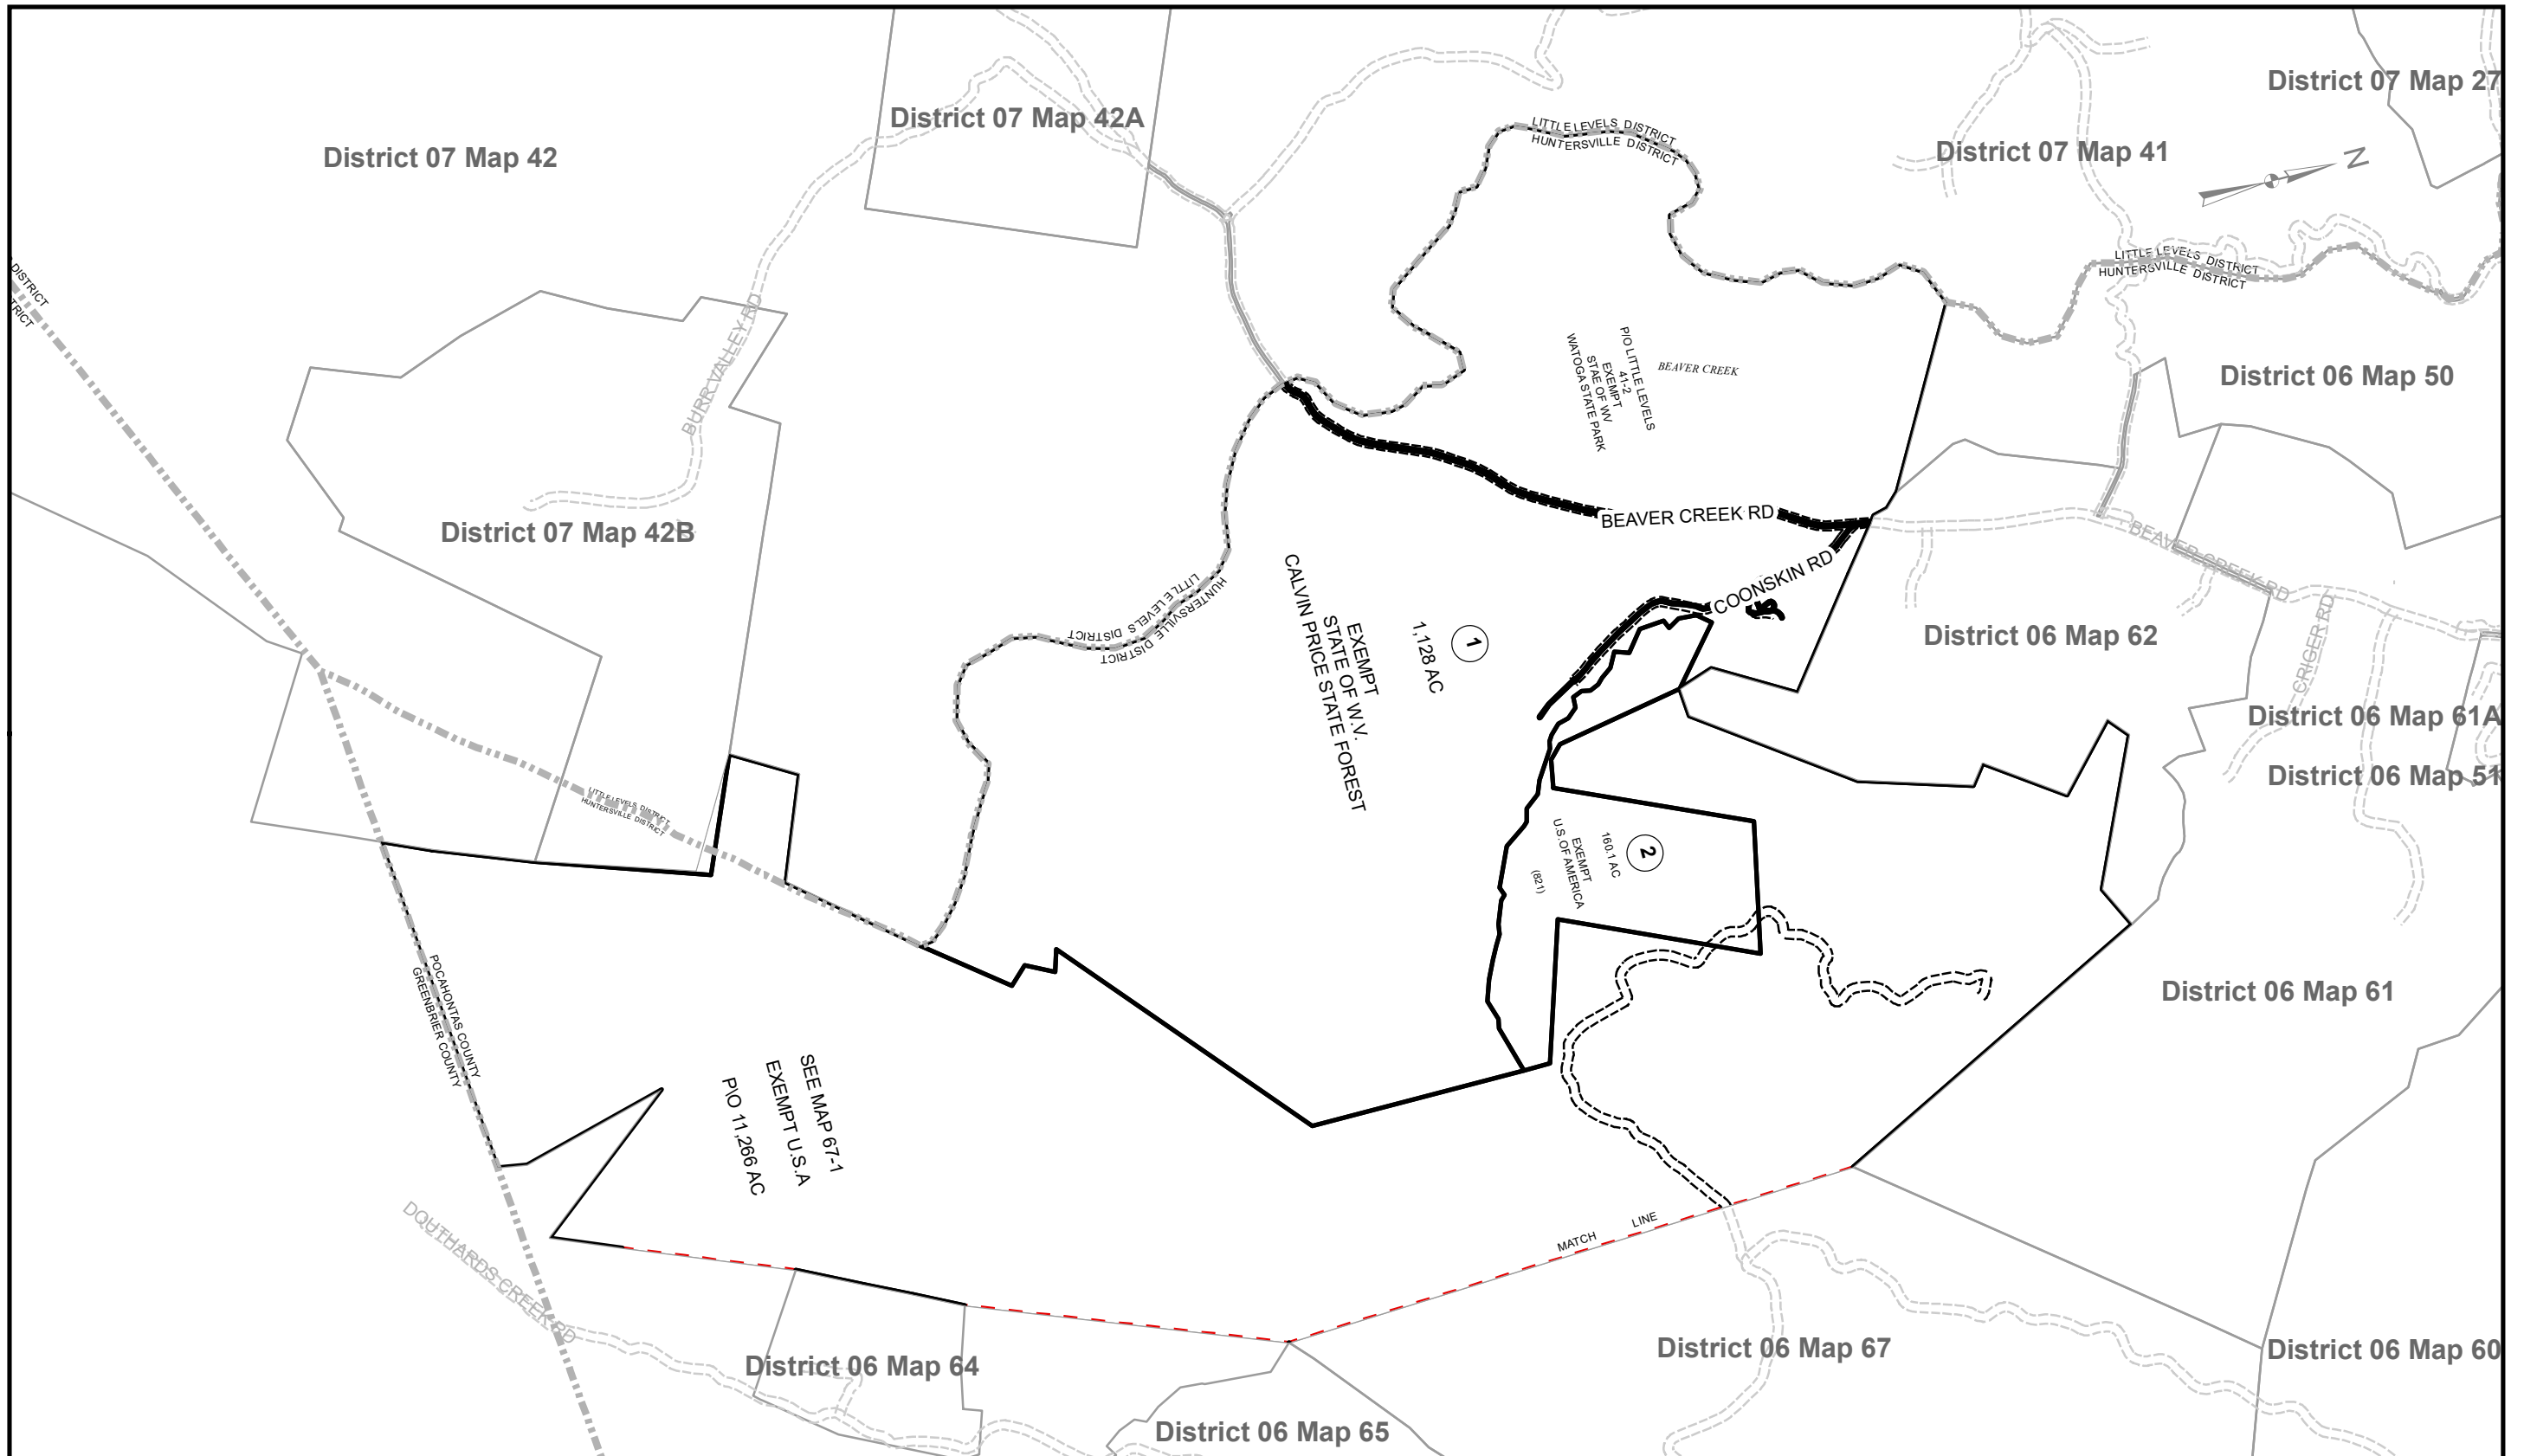 District 07 Map 42
District 07 Map 42A
District 07 Map 41
District 07 Map 27
N
LITTLE LEVELS DISTRICT
HUNTERSVILLE DISTRICT
LITTLE LEVELS DISTRICT
HUNTERSVILLE DISTRICT
DISTRICT
TRICT
BURR VALLEY RD
P/O LITTLE LEVELS
41-2
EXEMPT
STAE OF WV
WATOGA STATE PARK
BEAVER CREEK
District 06 Map 50
District 07 Map 42B
BEAVER CREEK RD
COONSKIN RD
BEAVER CREEK RD
CRIGER RD
District 06 Map 62
LITTLE LEVELS DISTRICT
HUNTERSVILLE DISTRICT
1
1,128 AC
EXEMPT
STATE OF W.V.
CALVIN PRICE STATE FOREST
District 06 Map 61A
District 06 Map 51
LITTLE LEVELS DISTRICT
HUNTERSVILLE DISTRICT
2
160.1 AC
EXEMPT
U.S.OF AMERICA
(821)
District 06 Map 61
POCAHONTAS COUNTY
GREENBRIER COUNTY
SEE MAP 67-1
EXEMPT U.S.A
P\O 11,266 AC
DOUTHARDS CREEK RD
MATCH LINE
District 06 Map 64
District 06 Map 67
District 06 Map 60
District 06 Map 65